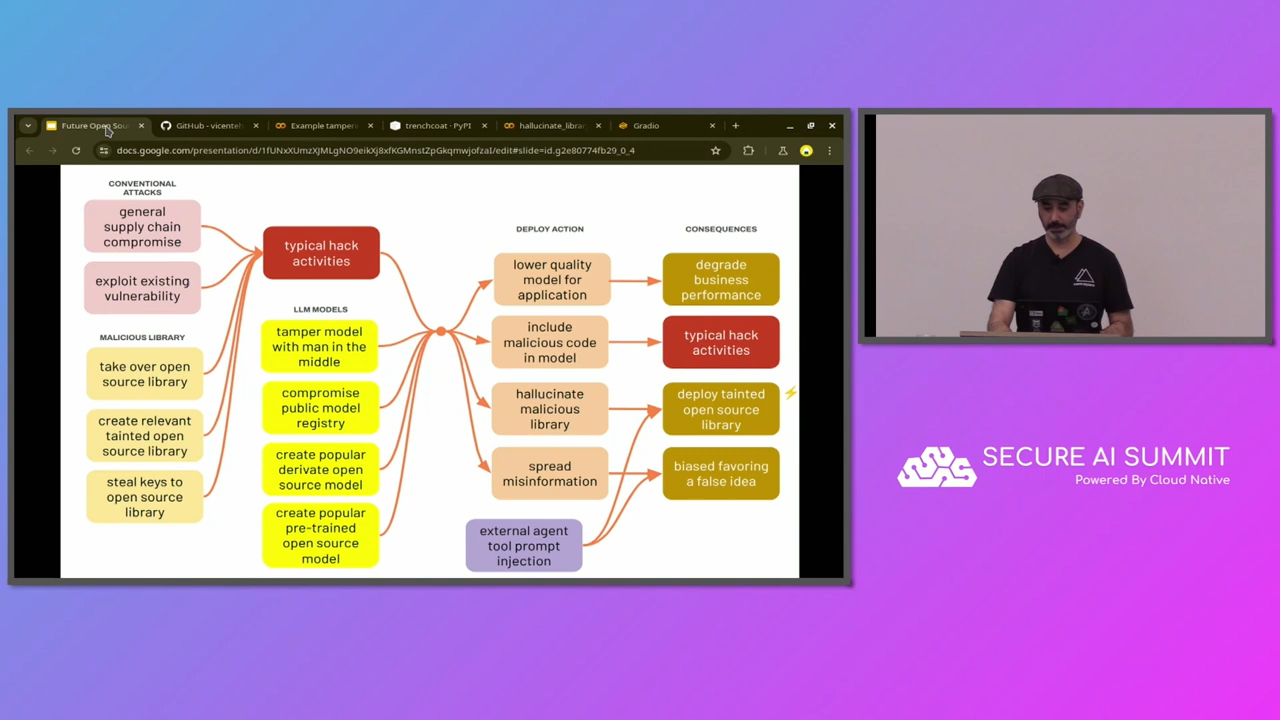 Future Open Sou
GitHub - vicenteh
Example tamper
trenchcoat · PyPI
hallucinate_libra
Gradio
docs.google.com/presentation/d/1fUNxXUmzXJMLgNO9eikXj8xfKGMnstZpGkqmwjofzaI/edit#slide=id.g2e80774fb29_0_4
CONVENTIONAL
ATTACKS
general
supply chain
compromise
exploit existing
vulnerability
MALICIOUS LIBRARY
take over open
source library
create relevant
tainted open
source library
steal keys to
open source
library
typical hack
activities
LLM MODELS
tamper model
with man in the
middle
compromise
public model
registry
create popular
derivate open
source model
create popular
pre-trained
open source
model
DEPLOY ACTION
lower quality
model for
application
include
malicious code
in model
hallucinate
malicious
library
spread
misinformation
external agent
tool prompt
injection
CONSEQUENCES
degrade
business
performance
typical hack
activities
deploy tainted
open source
library
biased favoring
a false idea
SECURE AI SUMMIT
Powered By Cloud Native